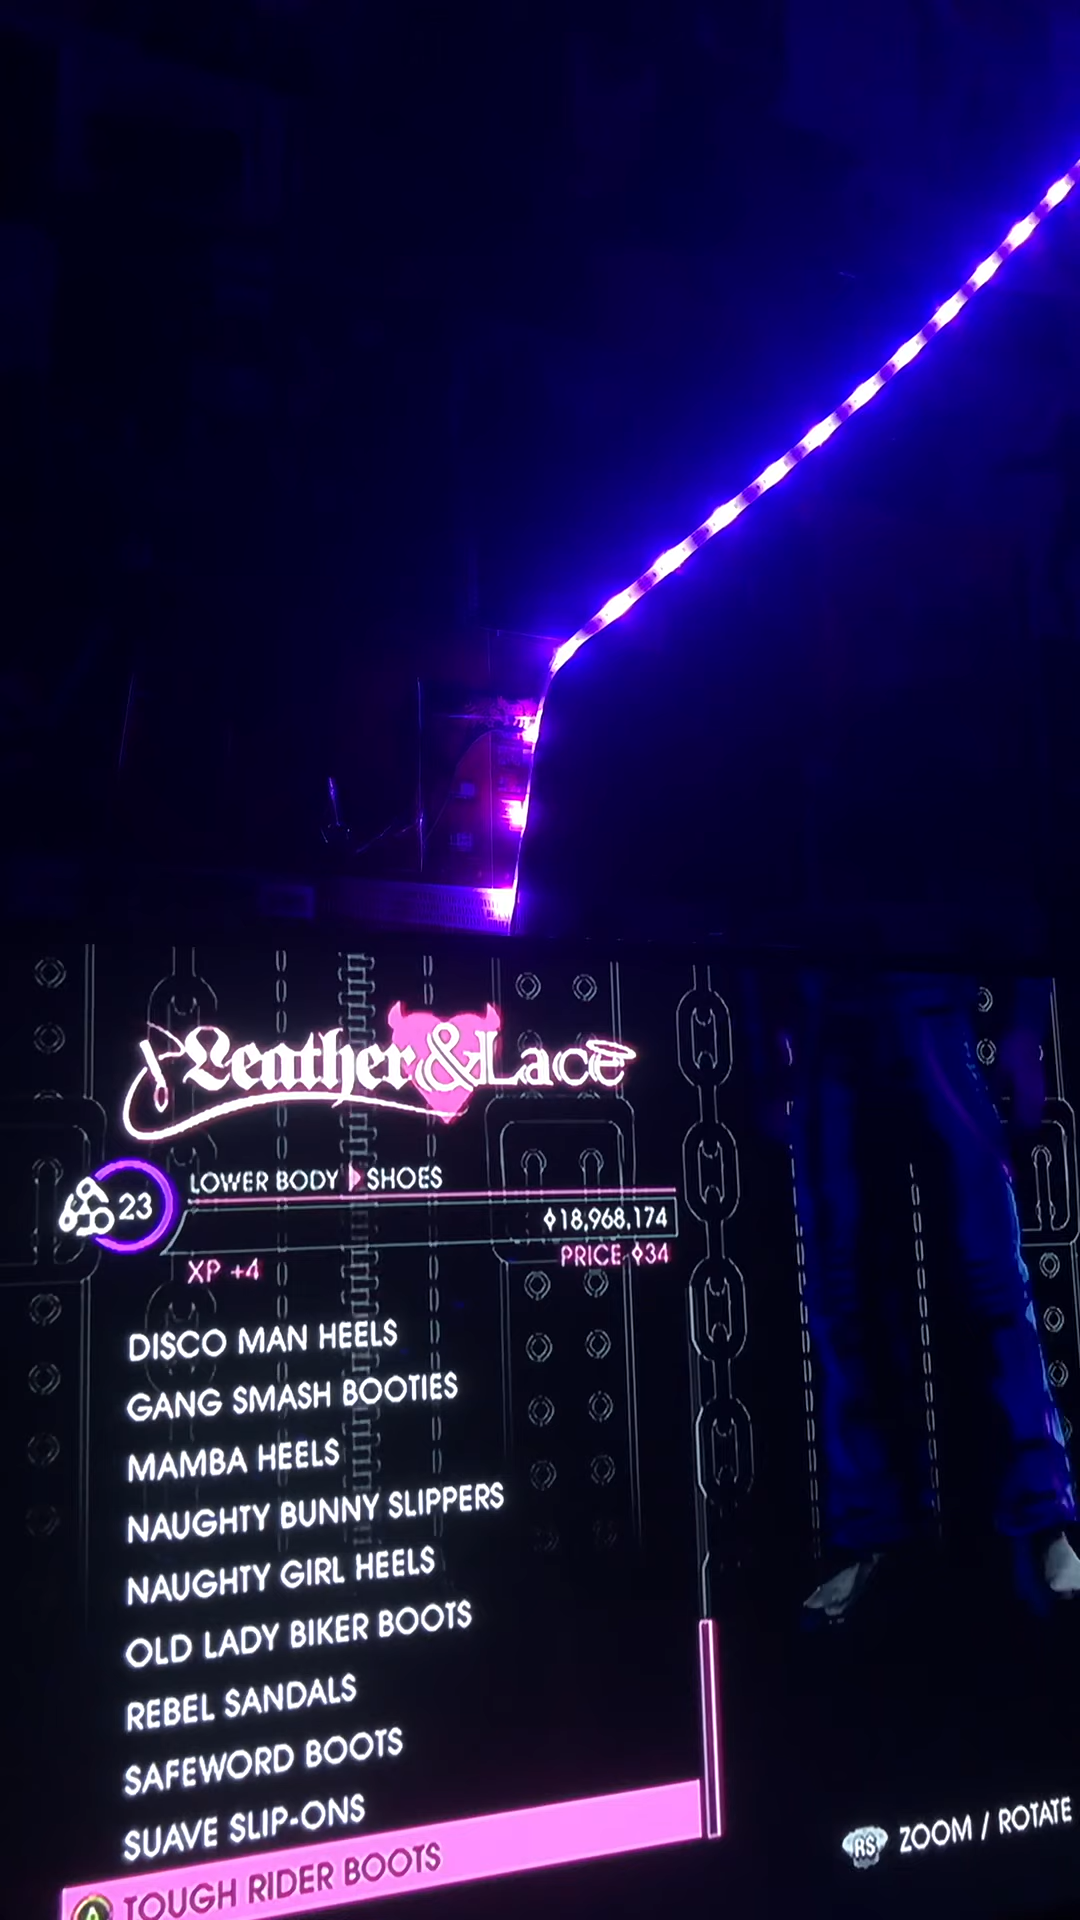 Leather & Lace
LOWER BODY SHOES
23
18,968,174
XP +4
PRICE 34
DISCO MAN HEELS
GANG SMASH BOOTIES
MAMBA HEELS
NAUGHTY BUNNY SLIPPERS
NAUGHTY GIRL HEELS
OLD LADY BIKER BOOTS
REBEL SANDALS
SAFEWORD BOOTS
SUAVE SLIP-ONS
A TOUGH RIDER BOOTS
RS ZOOM / ROTATE